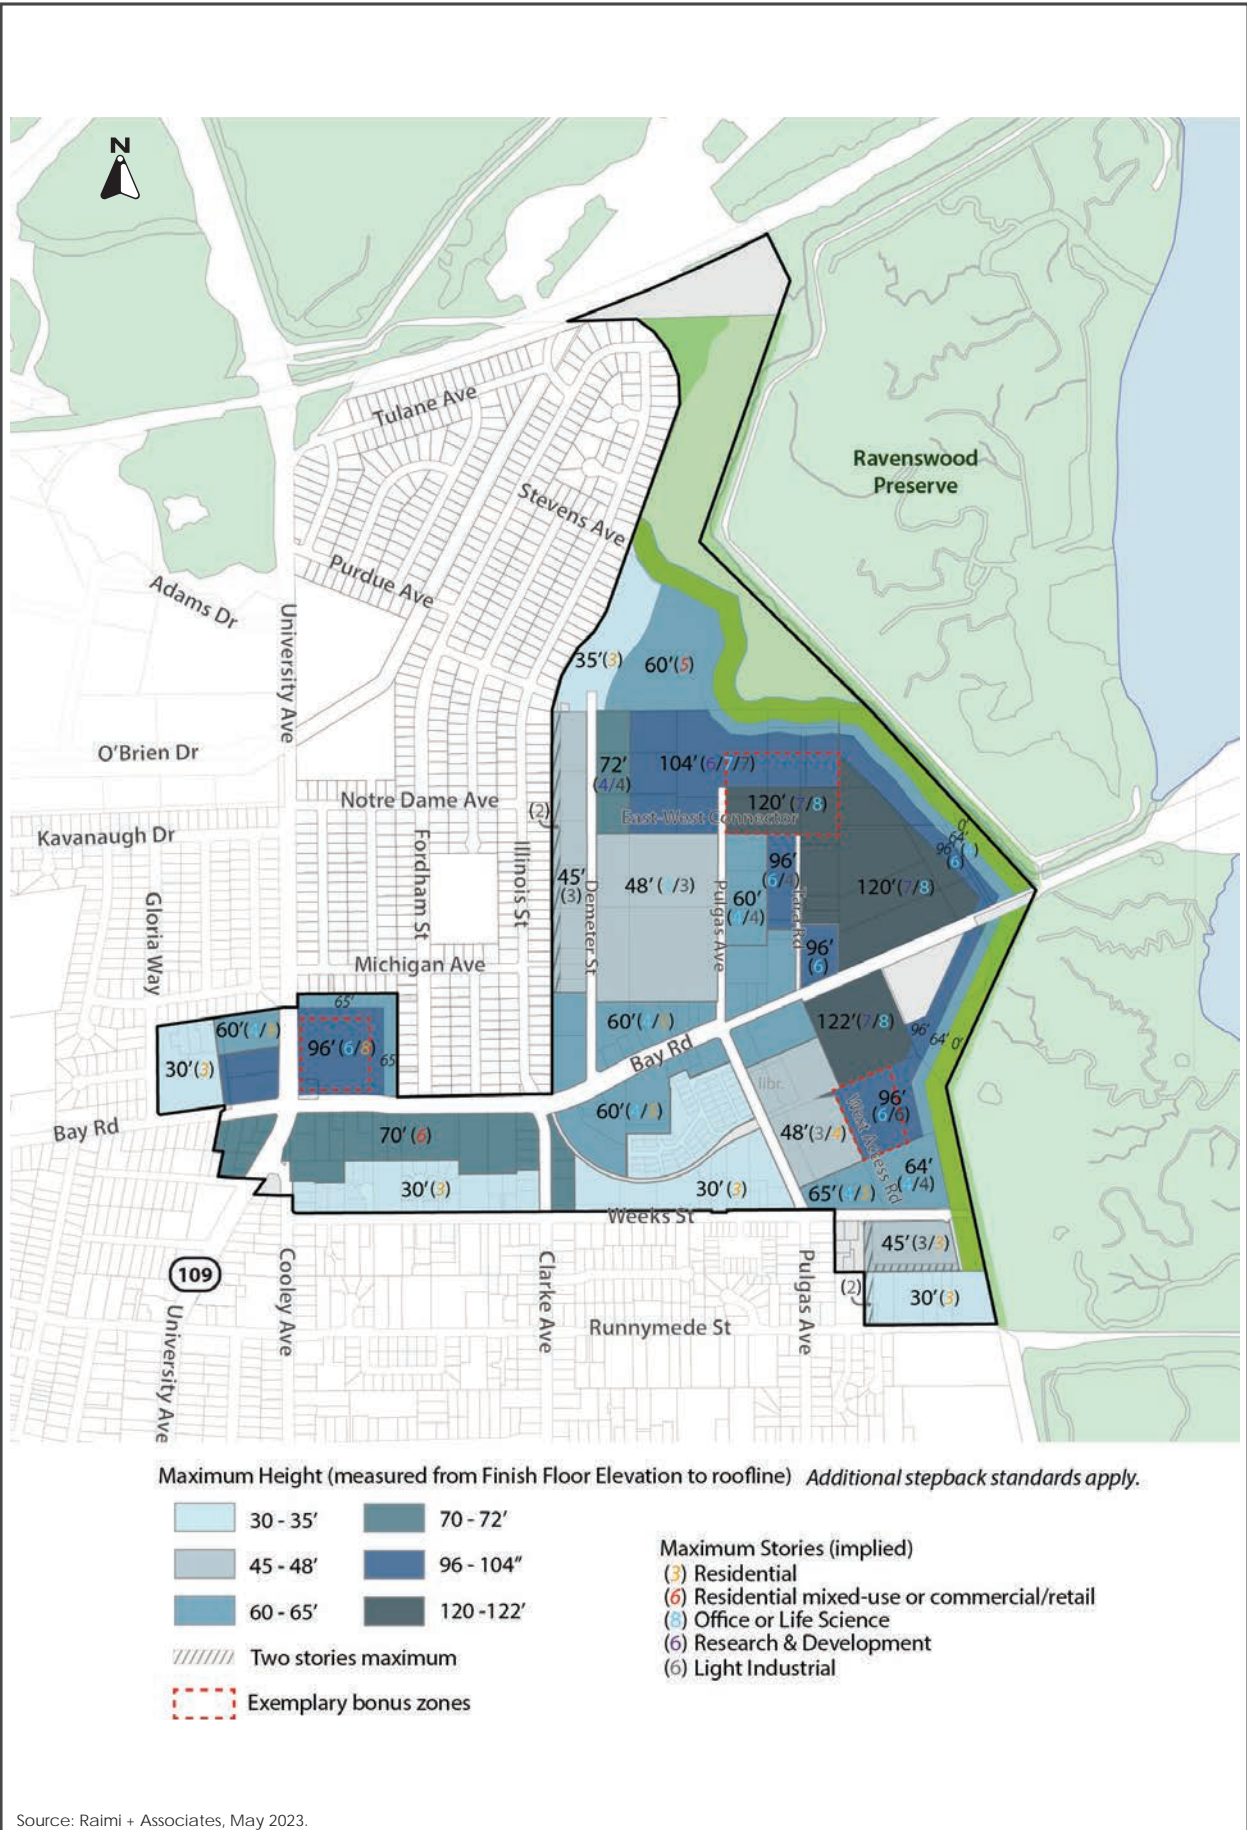 N
Tulane Ave
Ravenswood
Preserve
Stevens Ave
Purdue Ave
Adams Dr
University Ave
35'(3)
60'(5)
O'Brien Dr
72'
(4/4)
104'(6/7/7)
Notre Dame Ave
(2)
120'(7/8)
East-West Connector
Kavanaugh Dr
Fordham St
Illinois St
0'
64'
96'
(6)
45'
(3)
Demeter St
48'( /3)
Pulgas Ave
60'
(4/4)
96'
(6/4)
Tara Rd
120'(7/8)
Gloria Way
96'
(6)
Michigan Ave
65'
60'
96'(6/8)
65'
30'(3)
60'
Bay Rd
122'(7/8)
96'
64'
0'
libr.
Bay Rd
60'
70'(6)
48'(3/4)
96'
(6/6)
West Access Rd
64'
(4/4)
30'(3)
30'(3)
65'
Weeks St
45'(3/3)
109
University Ave
Cooley Ave
Clarke Ave
Pulgas Ave
(2)
30'(3)
Runnymede St
Maximum Height (measured from Finish Floor Elevation to roofline) Additional stepback standards apply.
30 - 35'
70 - 72'
45 - 48'
96 - 104"
60 - 65'
120 -122'
Two stories maximum
Exemplary bonus zones
Maximum Stories (implied)
(3) Residential
(6) Residential mixed-use or commercial/retail
(8) Office or Life Science
(6) Research & Development
(6) Light Industrial
Source: Raimi + Associates, May 2023.